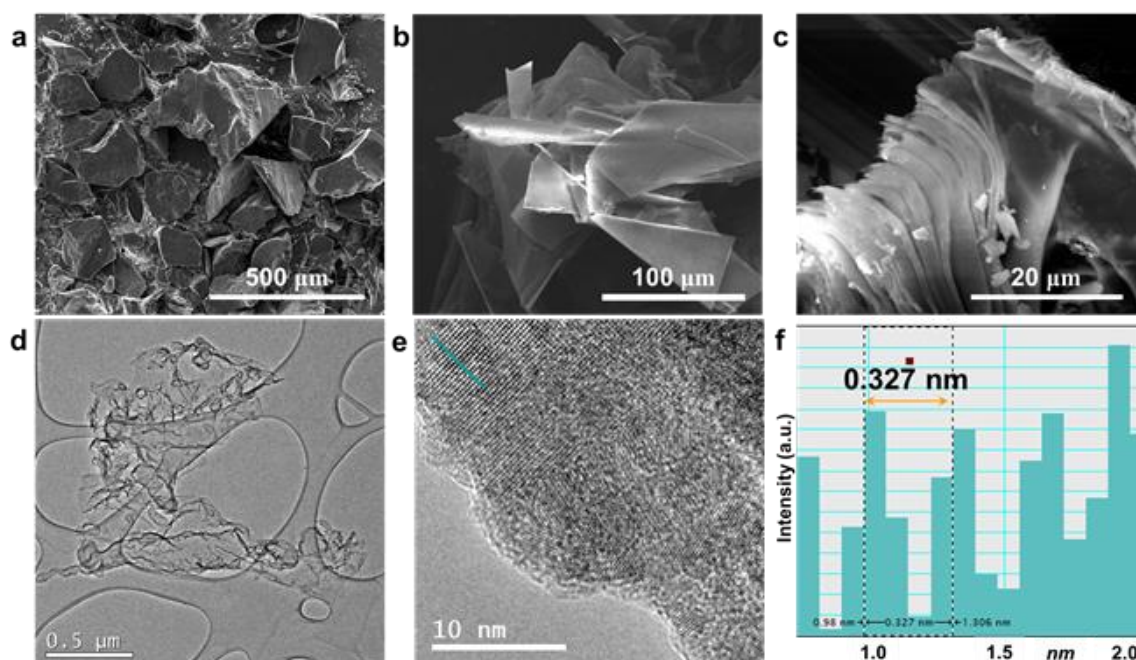 a
500 µm
b
100 µm
c
20 µm
d
0.5 µm
e
10 nm
f
0.327 nm
Intensity (a.u.)
0.98 nm
0.327 nm
1.306 nm
1.0 1.5 nm 2.0